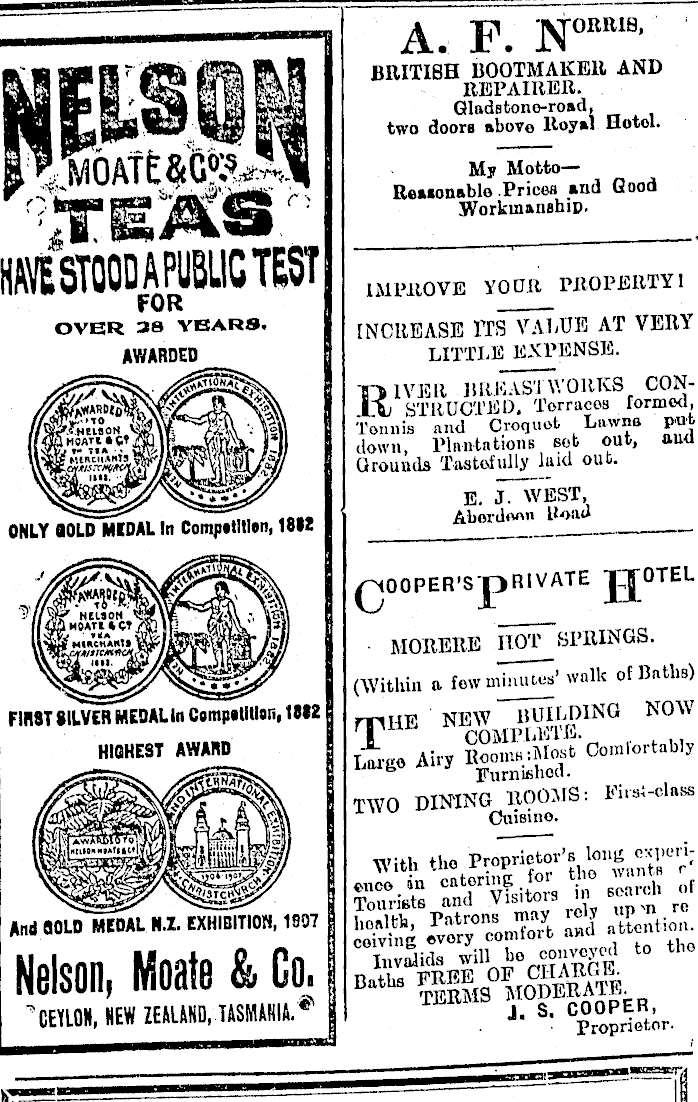 NELSON
MOATE & Co's
TEAS
HAVE STOOD A PUBLIC TEST
FOR
OVER 28 YEARS.
AWARDED
AWARDED
TO
NELSON
MOATE & Co
TEA
MERCHANTS
CHRISTCHURCH
1882.
INTERNATIONAL EXHIBITION 1882.
ONLY GOLD MEDAL in Competition, 1882
AWARDED
TO
NELSON
MOATE & Co
TEA
MERCHANTS
CHRISTCHURCH
1882.
INTERNATIONAL EXHIBITION 1882.
FIRST SILVER MEDAL in Competition, 1882
HIGHEST AWARD
AWARDED TO
NELSON MOATE & CO
AND INTERNATIONAL EXHIBITION
1906 1907
CHRISTCHURCH
And GOLD MEDAL N.Z. EXHIBITION, 1907
Nelson, Moate & Co.
CEYLON, NEW ZEALAND, TASMANIA.
A. F. NORRIS,
BRITISH BOOTMAKER AND
REPAIRER.
Gladstone-road,
two doors above Royal Hotel.
My Motto—
Reasonable Prices and Good
Workmanship.
IMPROVE YOUR PROPERTY!
INCREASE ITS VALUE AT VERY
LITTLE EXPENSE.
RIVER BREASTWORKS CON-
STRUCTED, Terraces formed,
Tennis and Croquet Lawns put
down, Plantations set out, and
Grounds Tastefully laid out.
E. J. WEST,
Aberdeen Road
COOPER'S PRIVATE HOTEL
MORERE HOT SPRINGS.
(Within a few minutes' walk of Baths)
THE NEW BUILDING NOW
COMPLETE.
Large Airy Rooms: Most Comfortably
Furnished.
TWO DINING ROOMS: First-class
Cuisine.
With the Proprietor's long experi-
ence in catering for the wants of
Tourists and Visitors in search of
health, Patrons may rely upon re
ceiving every comfort and attention.
Invalids will be conveyed to the
Baths FREE OF CHARGE.
TERMS MODERATE.
J. S. COOPER,
Proprietor.